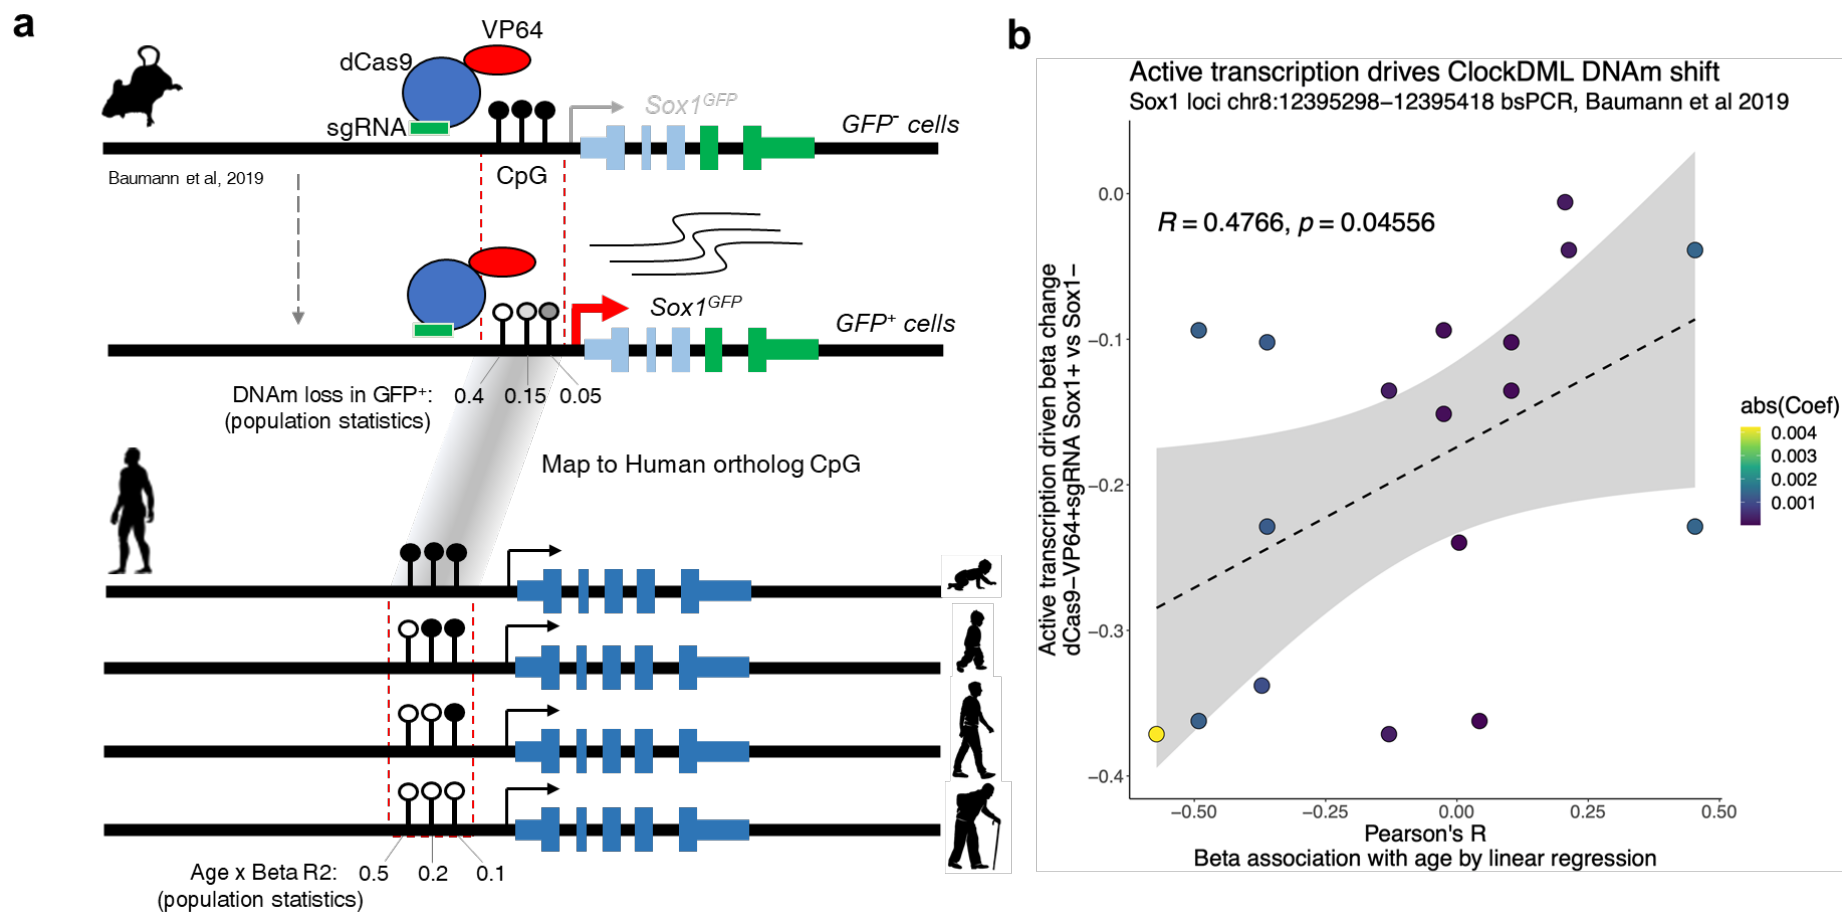 a
VP64
dCas9
Sox1GFP
sgRNA
GFP- cells
Baumann et al, 2019
CpG
Sox1GFP
GFP+ cells
DNAm loss in GFP+: 0.4 0.15 0.05
(population statistics)
Map to Human ortholog CpG
Age x Beta R2: 0.5 0.2 0.1
(population statistics)
b
Active transcription drives ClockDML DNAm shift
Sox1 loci chr8:12395298−12395418 bsPCR, Baumann et al 2019
R = 0.4766, p = 0.04556
Active transcription driven beta change
dCas9−VP64+sgRNA Sox1+ vs Sox1−
0.0
−0.1
−0.2
−0.3
−0.4
−0.50 −0.25 0.00 0.25 0.50
Pearson's R
Beta association with age by linear regression
abs(Coef)
0.004
0.003
0.002
0.001